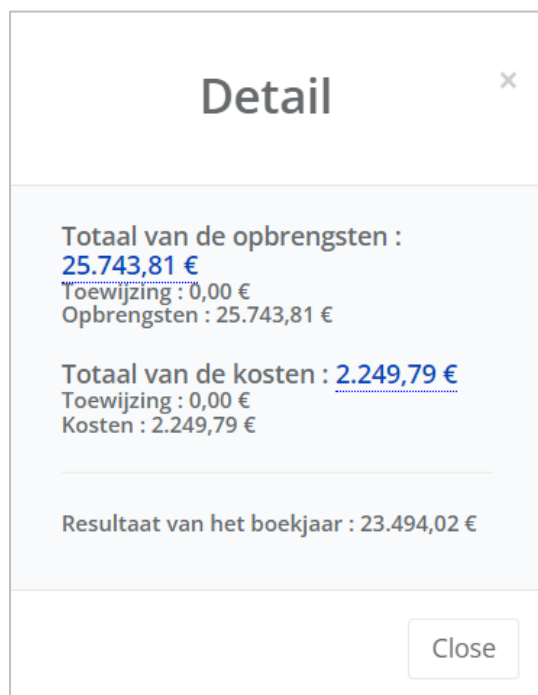 Detail
×
Totaal van de opbrengsten :
25.743,81 €
Toewijzing : 0,00 €
Opbrengsten : 25.743,81 €
Totaal van de kosten : 2.249,79 €
Toewijzing : 0,00 €
Kosten : 2.249,79 €
Resultaat van het boekjaar : 23.494,02 €
Close